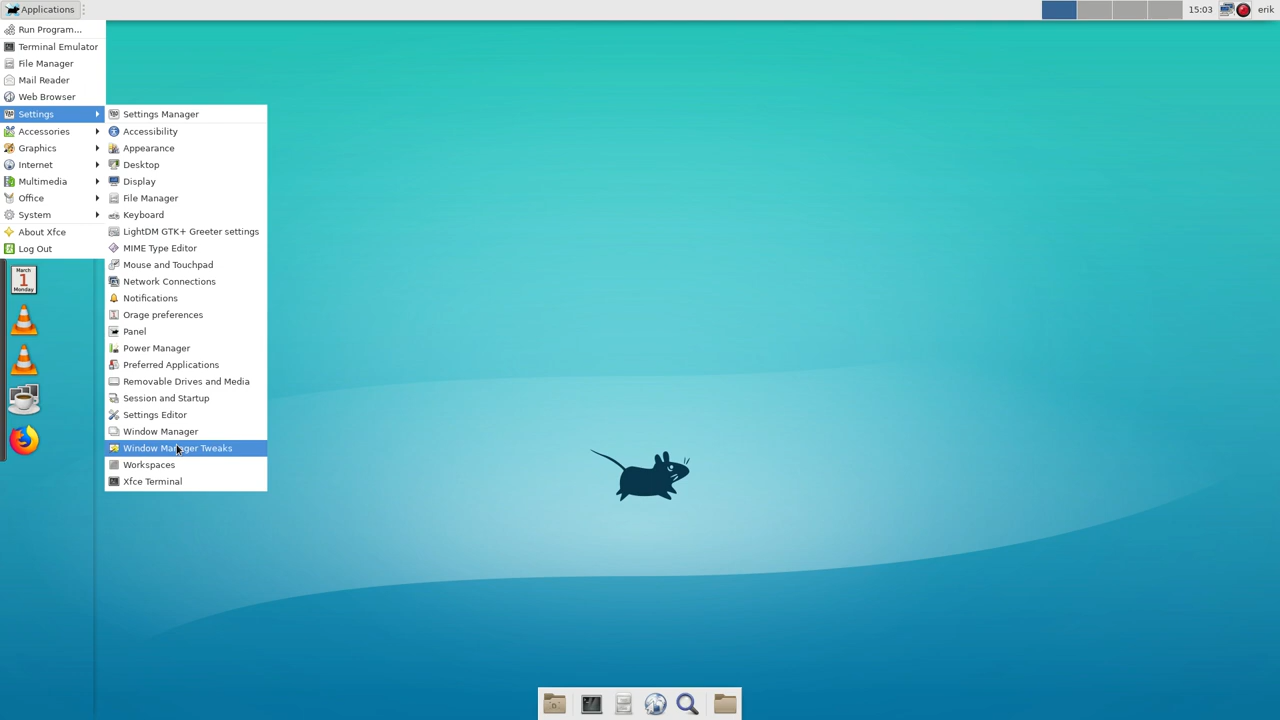 Applications
15:03
erik
Run Program...
Terminal Emulator
File Manager
Mail Reader
Web Browser
Settings
Accessories
Graphics
Internet
Multimedia
Office
System
About Xfce
Log Out
Settings Manager
Accessibility
Appearance
Desktop
Display
File Manager
Keyboard
LightDM GTK+ Greeter settings
MIME Type Editor
Mouse and Touchpad
Network Connections
Notifications
Orage preferences
Panel
Power Manager
Preferred Applications
Removable Drives and Media
Session and Startup
Settings Editor
Window Manager
Window Manager Tweaks
Workspaces
Xfce Terminal
March
1
Monday